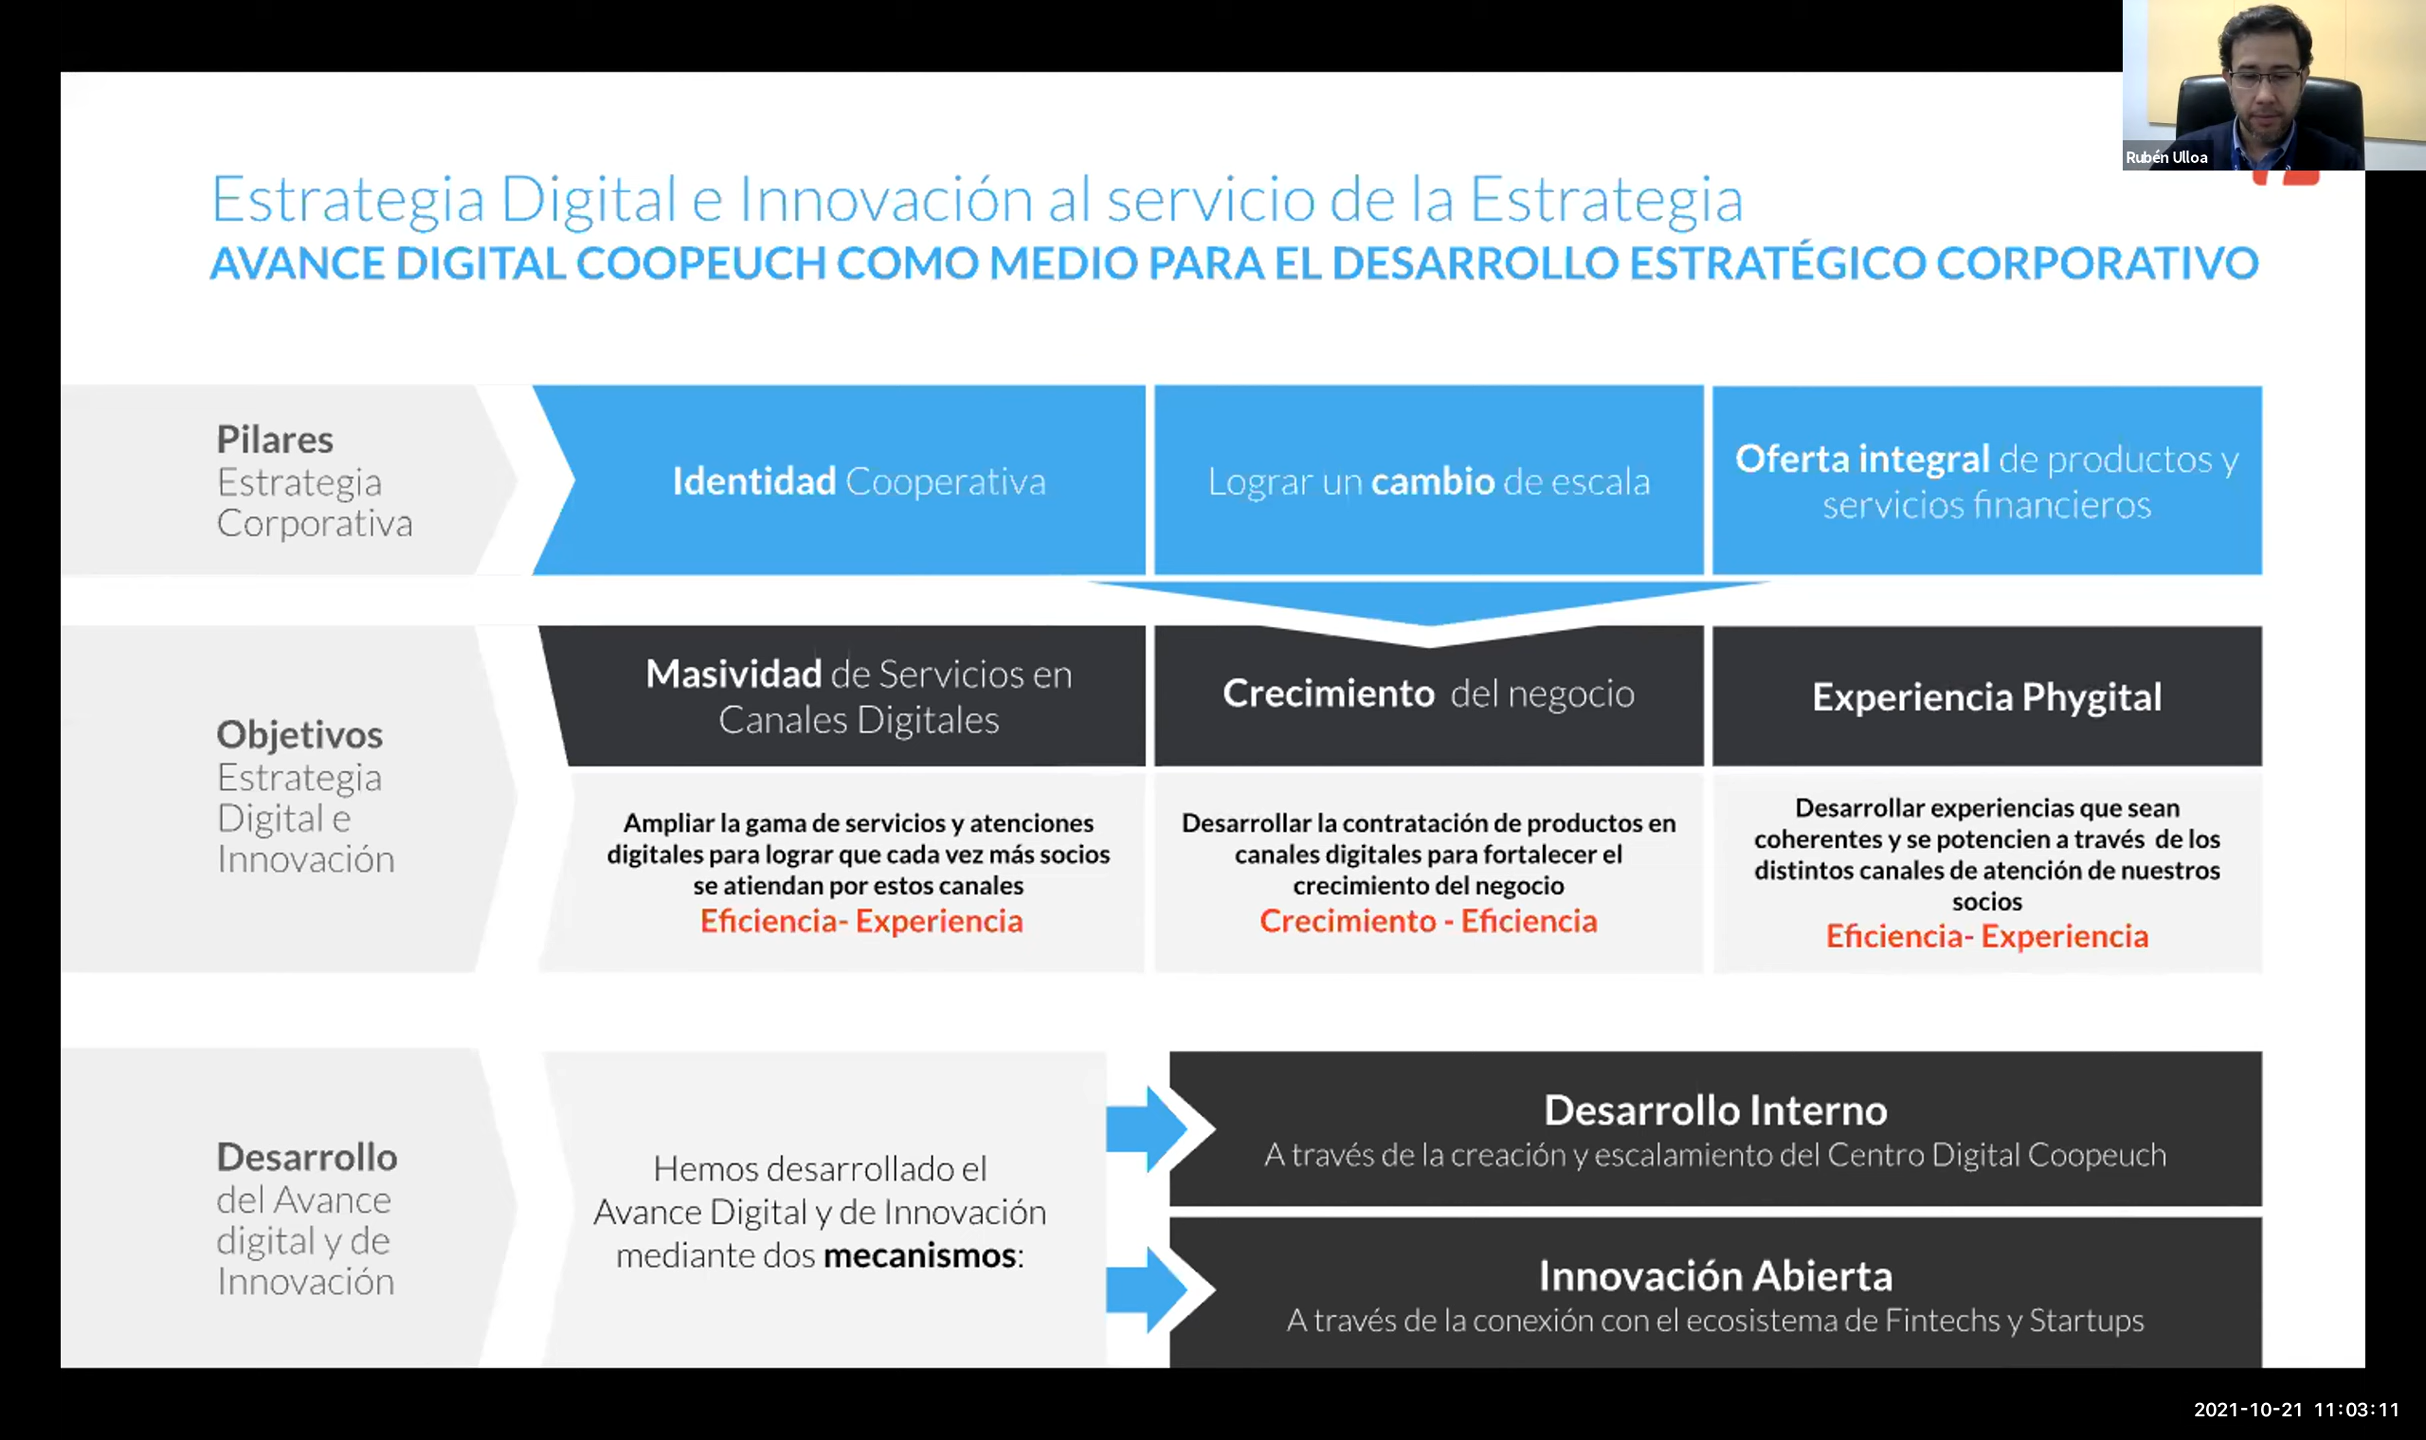 Rubén Ulloa
Estrategia Digital e Innovación al servicio de la Estrategia
AVANCE DIGITAL COOPEUCH COMO MEDIO PARA EL DESARROLLO ESTRATÉGICO CORPORATIVO
Pilares
Estrategia
Corporativa
Identidad Cooperativa
Lograr un cambio de escala
Oferta integral de productos y
servicios financieros
Objetivos
Estrategia
Digital e
Innovación
Masividad de Servicios en
Canales Digitales
Ampliar la gama de servicios y atenciones
digitales para lograr que cada vez más socios
se atiendan por estos canales
Eficiencia- Experiencia
Crecimiento del negocio
Desarrollar la contratación de productos en
canales digitales para fortalecer el
crecimiento del negocio
Crecimiento - Eficiencia
Experiencia Phygital
Desarrollar experiencias que sean
coherentes y se potencien a través de los
distintos canales de atención de nuestros
socios
Eficiencia- Experiencia
Desarrollo
del Avance
digital y de
Innovación
Hemos desarrollado el
Avance Digital y de Innovación
mediante dos mecanismos:
Desarrollo Interno
A través de la creación y escalamiento del Centro Digital Coopeuch
Innovación Abierta
A través de la conexión con el ecosistema de Fintechs y Startups
2021-10-21 11:03:11